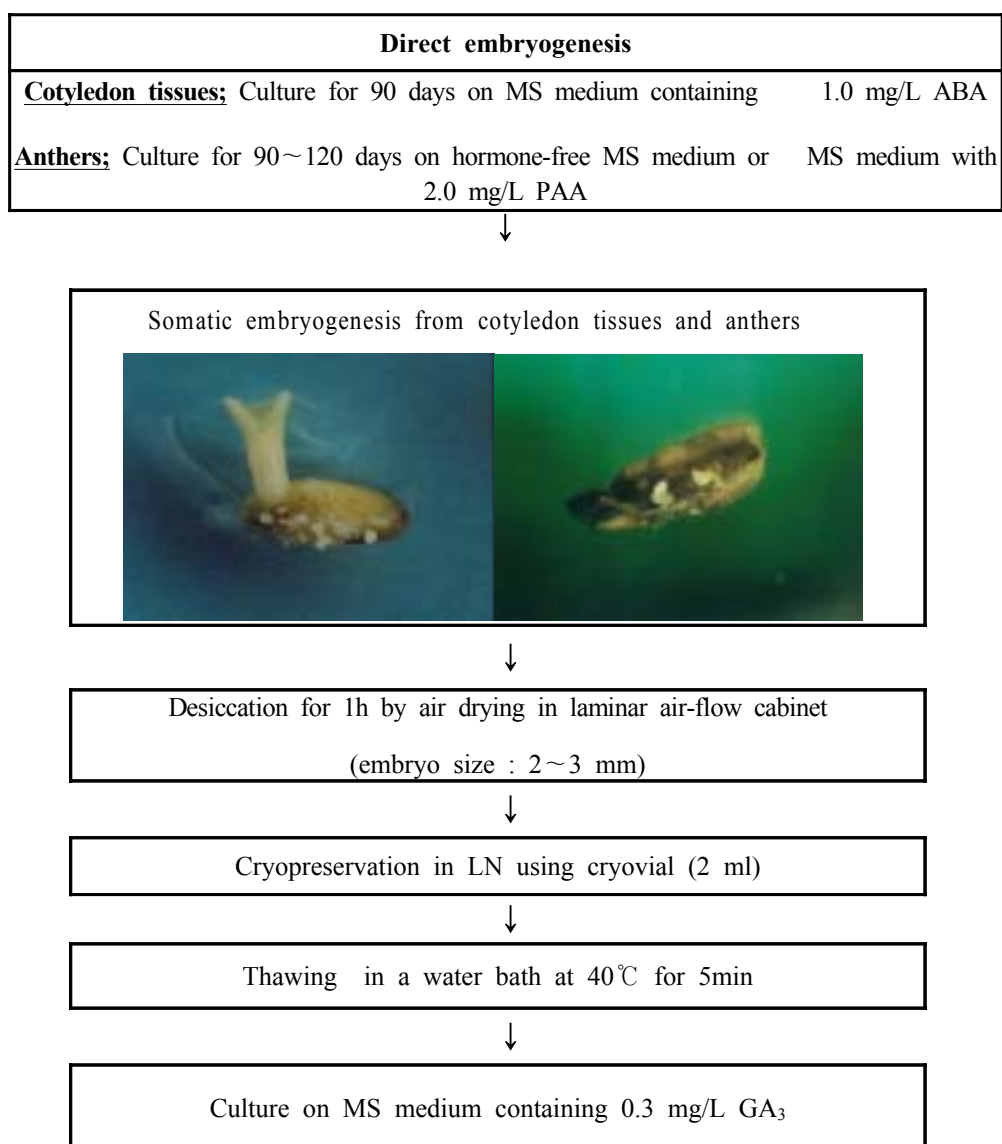 Direct embryogenesis
Cotyledon tissues; Culture for 90 days on MS medium containing 1.0 mg/L ABA
Anthers; Culture for 90~120 days on hormone-free MS medium or MS medium with
2.0 mg/L PAA
↓
Somatic embryogenesis from cotyledon tissues and anthers
↓
Desiccation for 1h by air drying in laminar air-flow cabinet
(embryo size : 2~3 mm)
↓
Cryopreservation in LN using cryovial (2 ml)
↓
Thawing in a water bath at 40℃ for 5min
↓
Culture on MS medium containing 0.3 mg/L GA₃